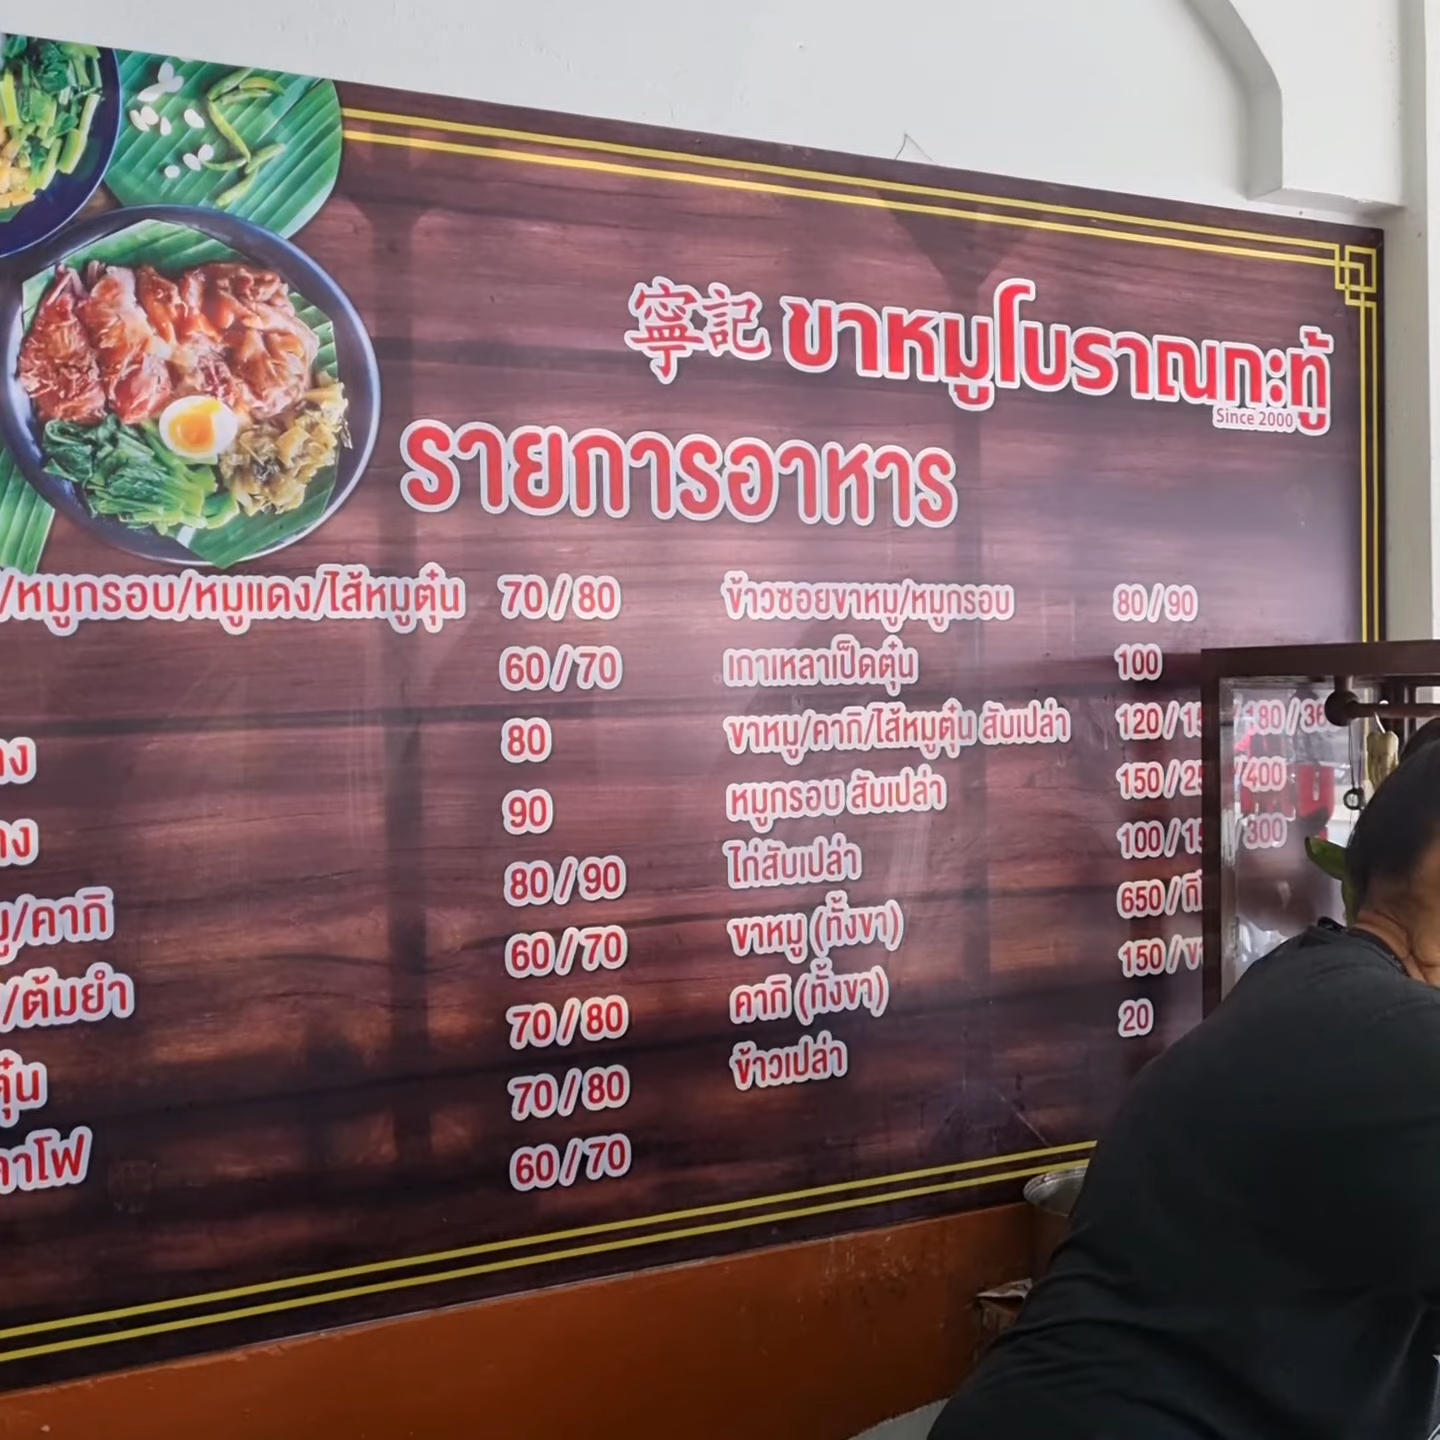 寧記 ขาหมูโบราณกะทู้
Since 2000
รายการอาหาร
/หมูกรอบ/หมูแดง/ไส้หมูตุ๋น 70/80
60/70
80
90
/คากิ 80/90
/ต้มยำ 60/70
70/80
70/80
60/70
ข้าวซอยขาหมู/หมูกรอบ 80/90
เกาเหลาเป็ดตุ๋น 100
ขาหมู/คากิ/ไส้หมูตุ๋น สับเปล่า 120/15 /180/36
หมูกรอบ สับเปล่า 150/25 /400
ไก่สับเปล่า 100/15 /300
ขาหมู (ทั้งขา) 650/
คากิ (ทั้งขา) 150/
ข้าวเปล่า 20